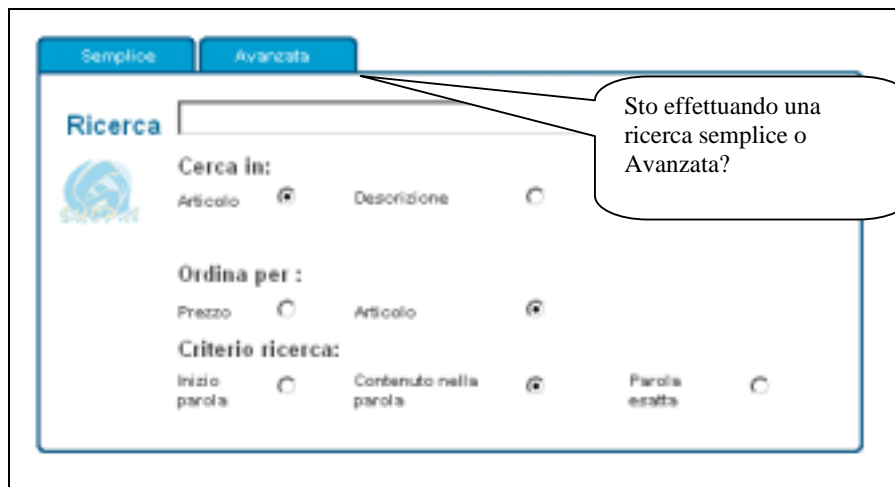 Semplice Avanzata
Sto effettuando una
ricerca semplice o
Avanzata?
Ricerca
Cerca in:
Articolo Descrizione
Ordina per :
Prezzo Articolo
Criterio ricerca:
Inizio parola Contenuto nella parola Parola esatta